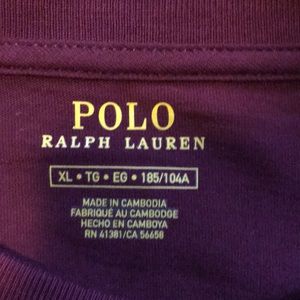 POLO
RALPH LAUREN
XL • TG • EG • 185/104A
MADE IN CAMBODIA
FABRIQUÉ AU CAMBODGE
HECHO EN CAMBOYA
RN 41381/CA 56658